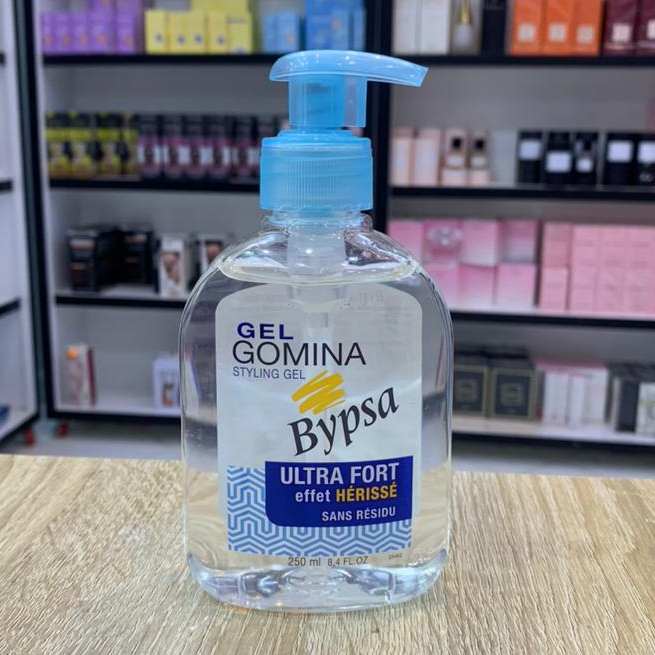 GEL
GOMINA
STYLING GEL
Bypsa
ULTRA FORT
effet HÉRISSÉ
SANS RÉSIDU
250 ml 8,4 FL.OZ